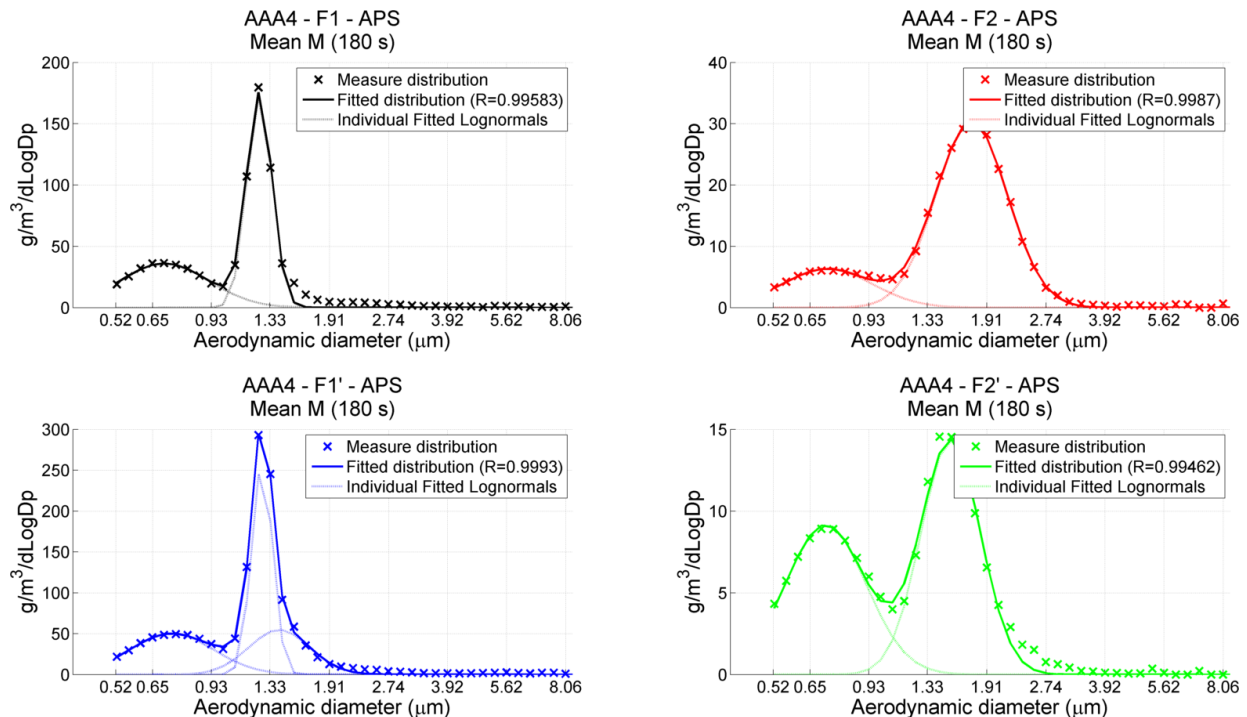 AAA4 - F1 - APS
Mean M (180 s)
200
150
100
50
0
g/m³/dLogDp
Measure distribution
Fitted distribution (R=0.99583)
Individual Fitted Lognormals
0.52 0.65 0.93 1.33 1.91 2.74 3.92 5.62 8.06
Aerodynamic diameter (μm)
AAA4 - F2 - APS
Mean M (180 s)
40
30
20
10
0
g/m³/dLogDp
Measure distribution
Fitted distribution (R=0.9987)
Individual Fitted Lognormals
0.52 0.65 0.93 1.33 1.91 2.74 3.92 5.62 8.06
Aerodynamic diameter (μm)
AAA4 - F1' - APS
Mean M (180 s)
300
250
200
150
100
50
0
g/m³/dLogDp
Measure distribution
Fitted distribution (R=0.9993)
Individual Fitted Lognormals
0.52 0.65 0.93 1.33 1.91 2.74 3.92 5.62 8.06
Aerodynamic diameter (μm)
AAA4 - F2' - APS
Mean M (180 s)
15
10
5
0
g/m³/dLogDp
Measure distribution
Fitted distribution (R=0.99462)
Individual Fitted Lognormals
0.52 0.65 0.93 1.33 1.91 2.74 3.92 5.62 8.06
Aerodynamic diameter (μm)